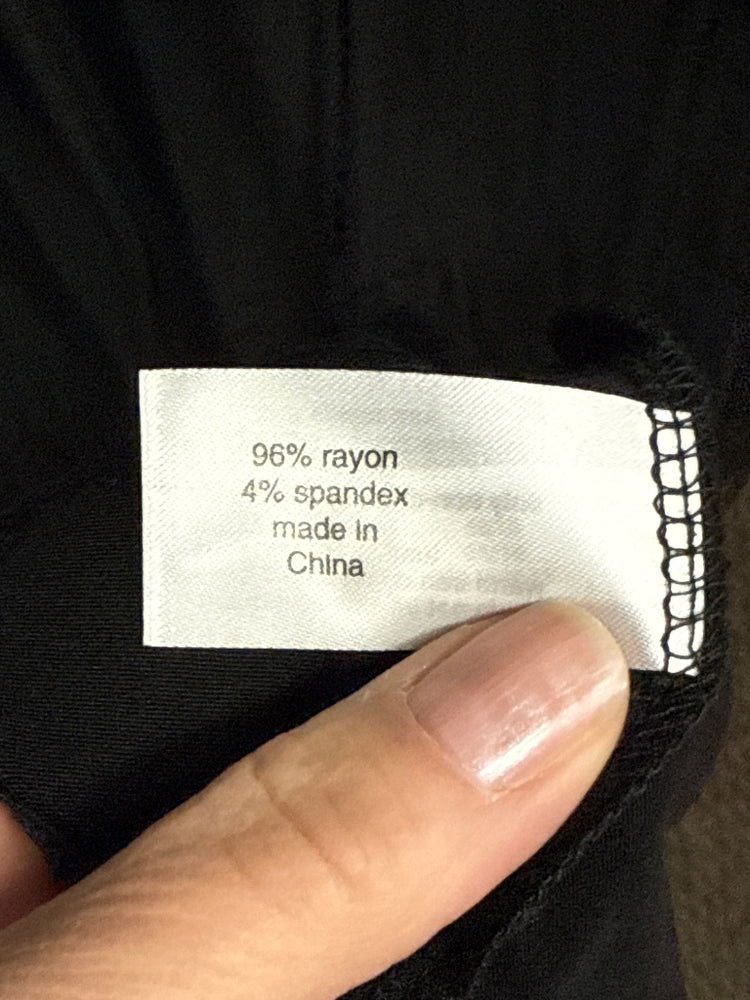 96% rayon
4% spandex
made in
China